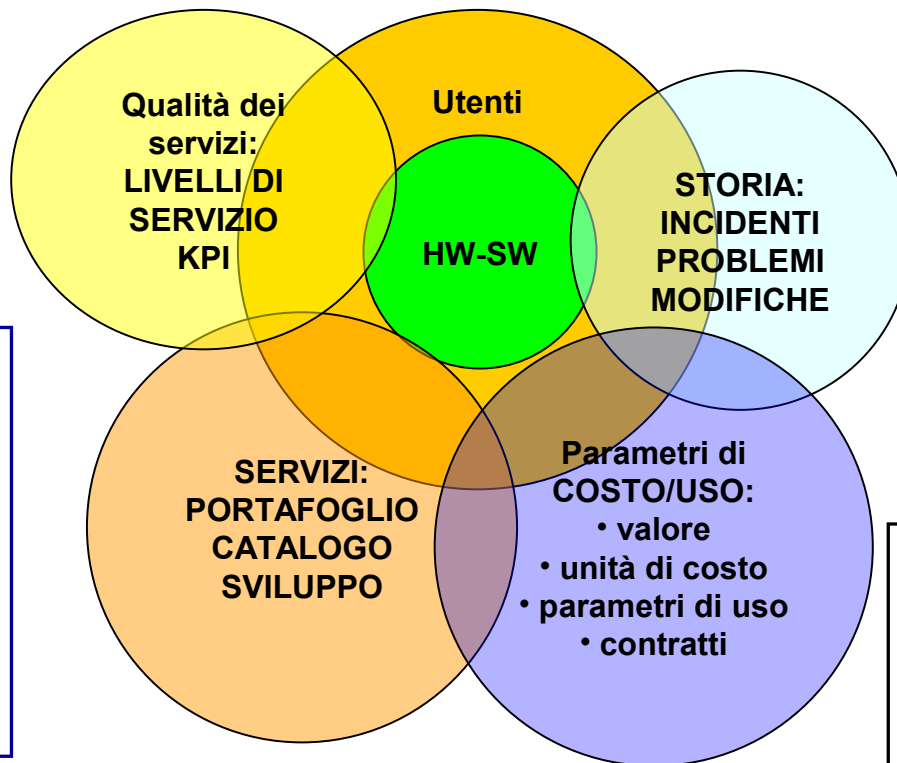 Qualità dei
servizi:
LIVELLI DI
SERVIZIO
KPI
Utenti
HW-SW
STORIA:
INCIDENTI
PROBLEMI
MODIFICHE
SERVIZI:
PORTAFOGLIO
CATALOGO
SVILUPPO
Parametri di
COSTO/USO:
• valore
• unità di costo
• parametri di uso
• contratti